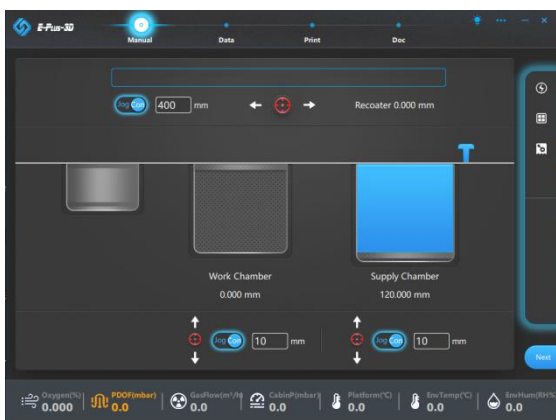 E-Plus-3D
Manual Data Print Doc
Jog Con 400 mm Recoater 0.000 mm
Work Chamber Supply Chamber
0.000 mm 120.000 mm
Jog Con 10 mm Jog Con 10 mm
Next
Oxygen(%) PDOF(mbar) GasFlow(m³/h) CabinP(mbar) Platform(°C) EnvTemp(°C) EnvHum(RH%
0.000 0.0 0.0 0.0 0.0 0.0 0.0